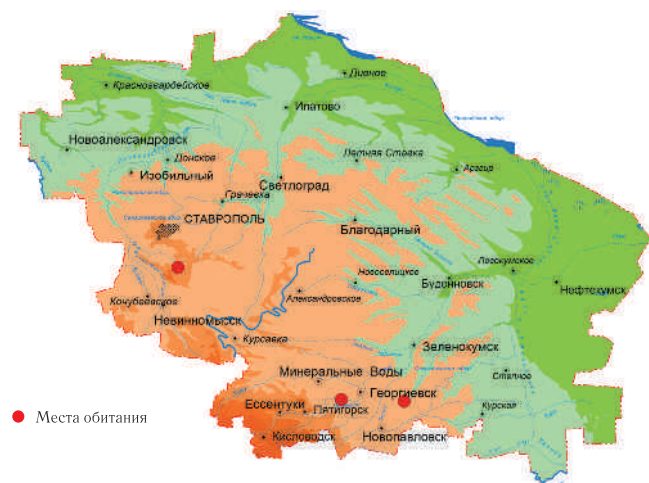 Дивное
Красногвардейское
Ипатово
Новоалександровск
Донское
Летняя Ставка
Арзгир
Изобильный
Светлоград
Грачевка
СТАВРОПОЛЬ
Благодарный
Левокумское
Новоселицкое
Буденновск
Нефтекумск
Кочубеевское
Александровское
Невинномысск
Курсавка
Зеленокумск
Минеральные Воды
Степное
Георгиевск
Ессентуки
Пятигорск
Курская
Места обитания
Кисловодск
Новопавловск